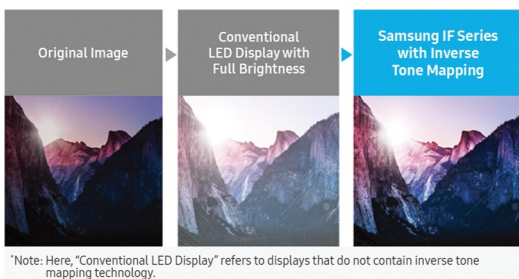 Original Image
Conventional
LED Display with
Full Brightness
Samsung IF Series
with Inverse
Tone Mapping
*Note: Here, "Conventional LED Display" refers to displays that do not contain inverse tone
mapping technology.